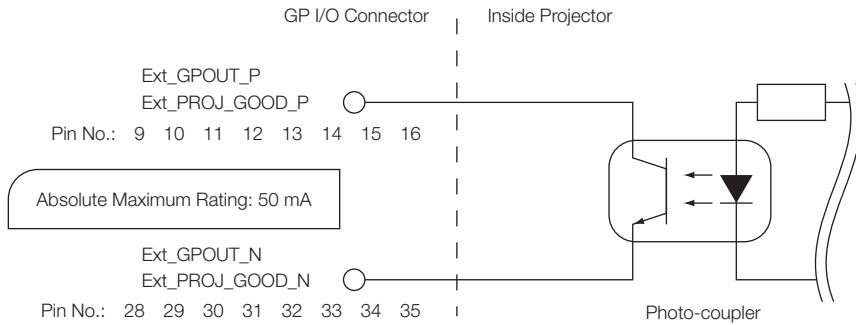 GP I/O Connector
Inside Projector
Ext_GPOUT_P
Ext_PROJ_GOOD_P
Pin No.: 9 10 11 12 13 14 15 16
Absolute Maximum Rating: 50 mA
Ext_GPOUT_N
Ext_PROJ_GOOD_N
Pin No.: 28 29 30 31 32 33 34 35
Photo-coupler